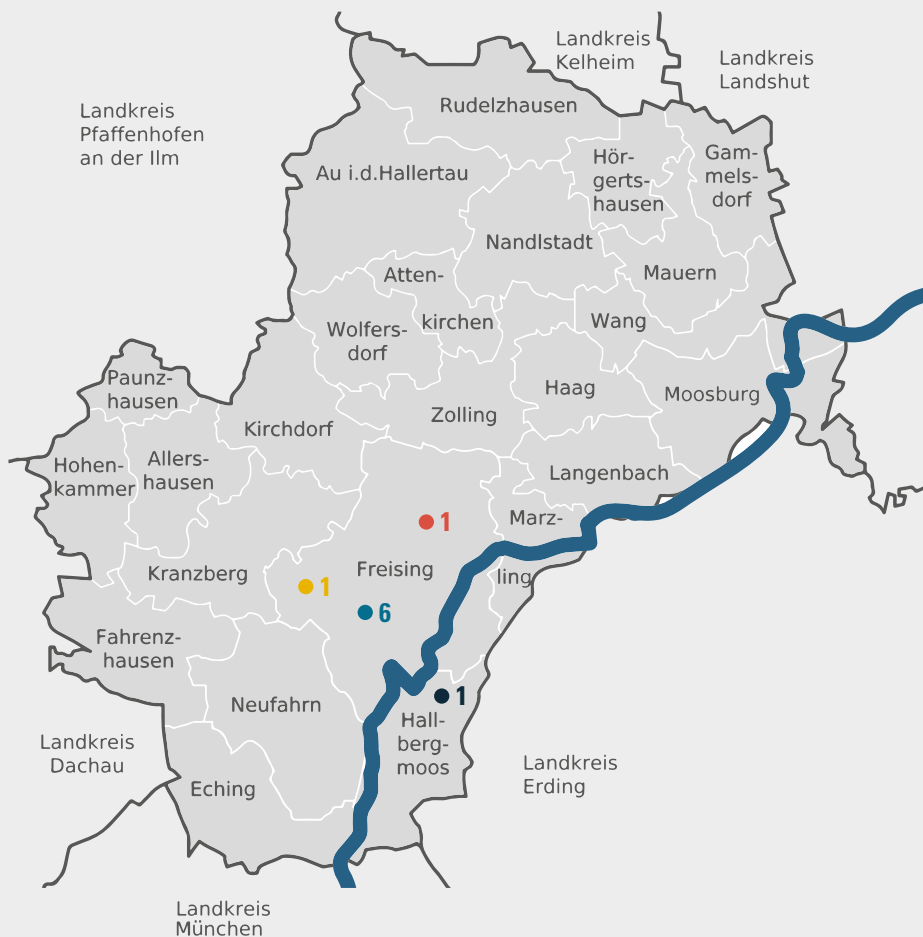 Landkreis
Kelheim
Landkreis
Landshut
Landkreis
Pfaffenhofen
an der Ilm
Rudelzhausen
Au i.d.Hallertau
Hör-
gerts-
hausen
Gam-
mels-
dorf
Nandlstadt
Mauern
Atten-
kirchen
Wolfers-
dorf
Wang
Paunz-
hausen
Haag
Moosburg
Zolling
Kirchdorf
Hohen-
kammer
Allers-
hausen
Langenbach
Marz-
ling
1
Freising
Kranzberg
1
6
Fahrenz-
hausen
Neufahrn
1
Hall-
berg-
moos
Landkreis
Dachau
Eching
Landkreis
Erding
Landkreis
München